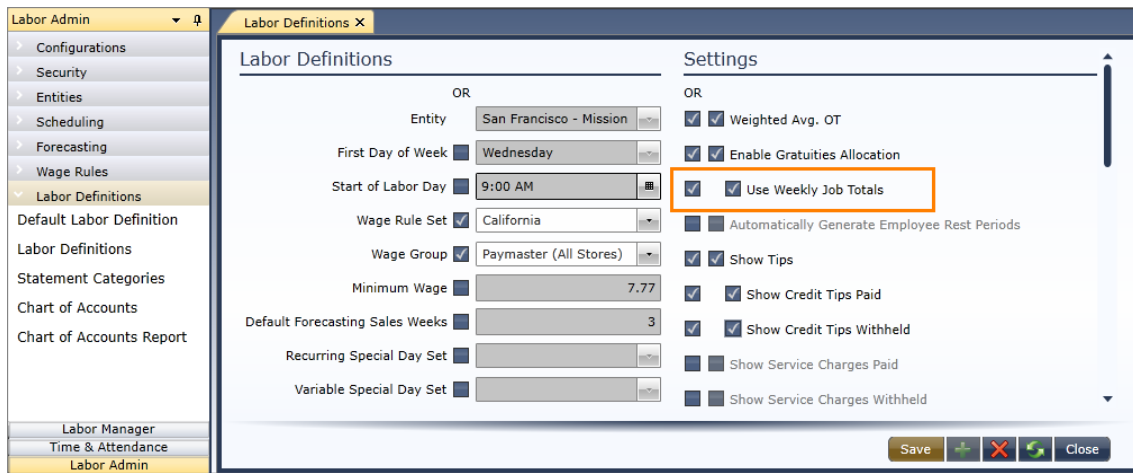 Labor Admin
Configurations
Security
Entities
Scheduling
Forecasting
Wage Rules
Labor Definitions
Default Labor Definition
Labor Definitions
Statement Categories
Chart of Accounts
Chart of Accounts Report
Labor Manager
Time & Attendance
Labor Admin
Labor Definitions X
Labor Definitions
OR
Entity San Francisco - Mission
First Day of Week Wednesday
Start of Labor Day 9:00 AM
Wage Rule Set California
Wage Group Paymaster (All Stores)
Minimum Wage 7.77
Default Forecasting Sales Weeks 3
Recurring Special Day Set
Variable Special Day Set
Settings
OR
Weighted Avg. OT
Enable Gratuities Allocation
Use Weekly Job Totals
Automatically Generate Employee Rest Periods
Show Tips
Show Credit Tips Paid
Show Credit Tips Withheld
Show Service Charges Paid
Show Service Charges Withheld
Save Close